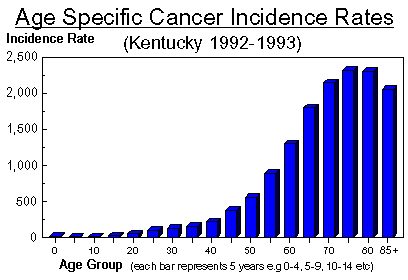 Age Specific Cancer Incidence Rates
Incidence Rate
(Kentucky 1992-1993)
2,500
2,000
1,500
1,000
500
0
0 10 20 30 40 50 60 70 80 85+
Age Group (each bar represents 5 years e.g 0-4, 5-9, 10-14 etc)